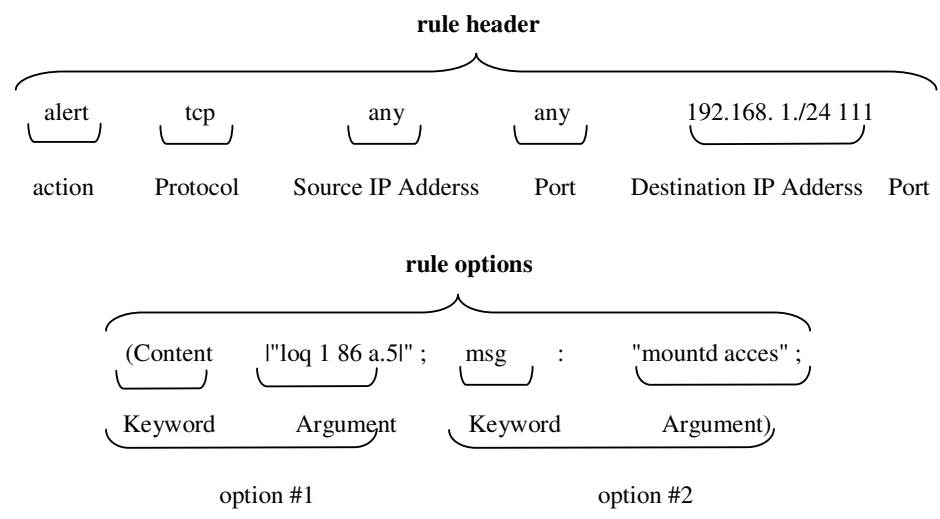 rule header
alert tcp any any 192.168. 1./24 111
action Protocol Source IP Adderss Port Destination IP Adderss Port
rule options
(Content |"loq 1 86 a.5|" ; msg : "mountd acces" ;
Keyword Argument Keyword Argument)
option #1 option #2